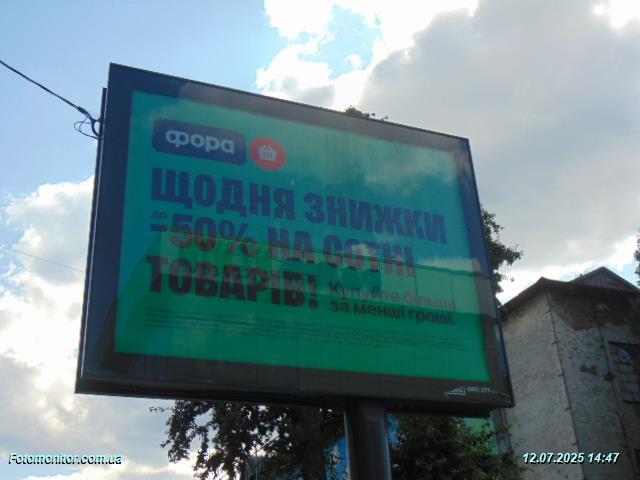 фора
ЩОДНЯ ЗНИЖКИ
до
-50% НА СОТНІ
ТОВАРІВ! Купуйте більше
за менші гроші.
Fotomonitor.com.ua
12.07.2025 14:47